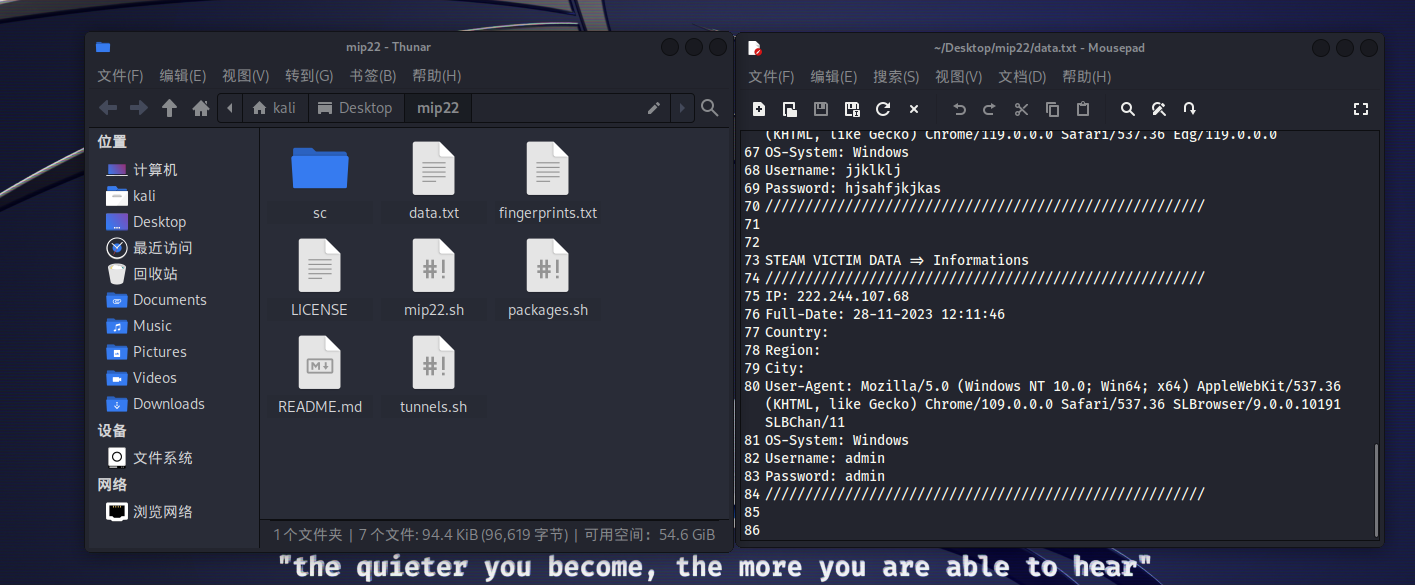 mip22 - Thunar
文件(F) 编辑(E) 视图(V) 转到(G) 书签(B) 帮助(H)
kali Desktop mip22
位置
计算机
kali
Desktop
最近访问
回收站
Documents
Music
Pictures
Videos
Downloads
设备
文件系统
网络
浏览网络
sc data.txt fingerprints.txt
#! #!
LICENSE mip22.sh packages.sh
M #!
README.md tunnels.sh
1 个文件夹 | 7 个文件: 94.4 KiB (96,619 字节) | 可用空间: 54.6 GiB
~/Desktop/mip22/data.txt - Mousepad
文件(F) 编辑(E) 搜索(S) 视图(V) 文档(D) 帮助(H)
(KHTML, like Gecko) Chrome/119.0.0.0 Safari/537.36 Edg/119.0.0.0
67 OS-System: Windows
68 Username: jjklklj
69 Password: hjsahfjkjkas
70 ///////////////////////////////////////////////////////
71
72
73 STEAM VICTIM DATA => Informations
74 ///////////////////////////////////////////////////////
75 IP: 222.244.107.68
76 Full-Date: 28-11-2023 12:11:46
77 Country:
78 Region:
79 City:
80 User-Agent: Mozilla/5.0 (Windows NT 10.0; Win64; x64) AppleWebKit/537.36
(KHTML, like Gecko) Chrome/109.0.0.0 Safari/537.36 SLBrowser/9.0.0.10191
SLBChan/11
81 OS-System: Windows
82 Username: admin
83 Password: admin
84 ///////////////////////////////////////////////////////
85
86
"the quieter you become, the more you are able to hear"